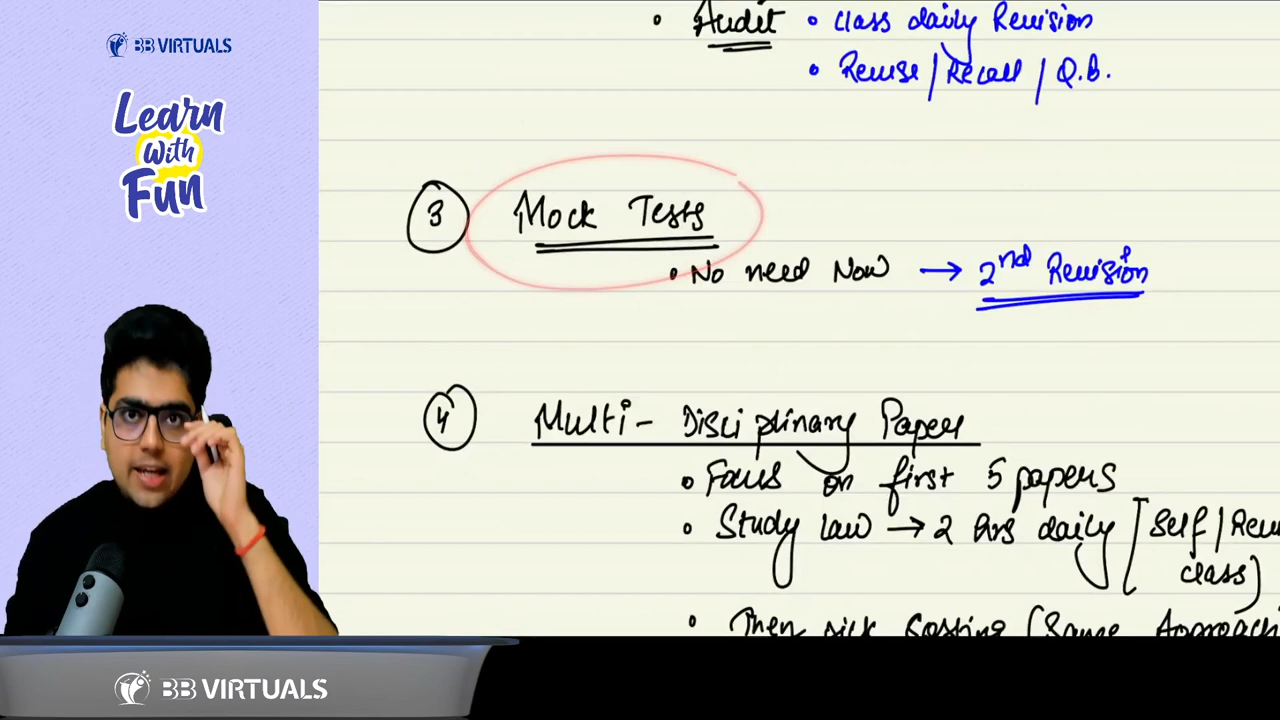 BB VIRTUALS
Learn
With
Fun
• Audit • Class daily Revision
• Revise / Recall / Q.B.
3 Mock Tests
• No need Now → 2nd Revision
4 Multi-Disciplinary Papers
• Focus on first 5 papers
• Study law → 2 hrs daily [Self / Revi
class]
• Then pick Costing (Same Approach
BB VIRTUALS